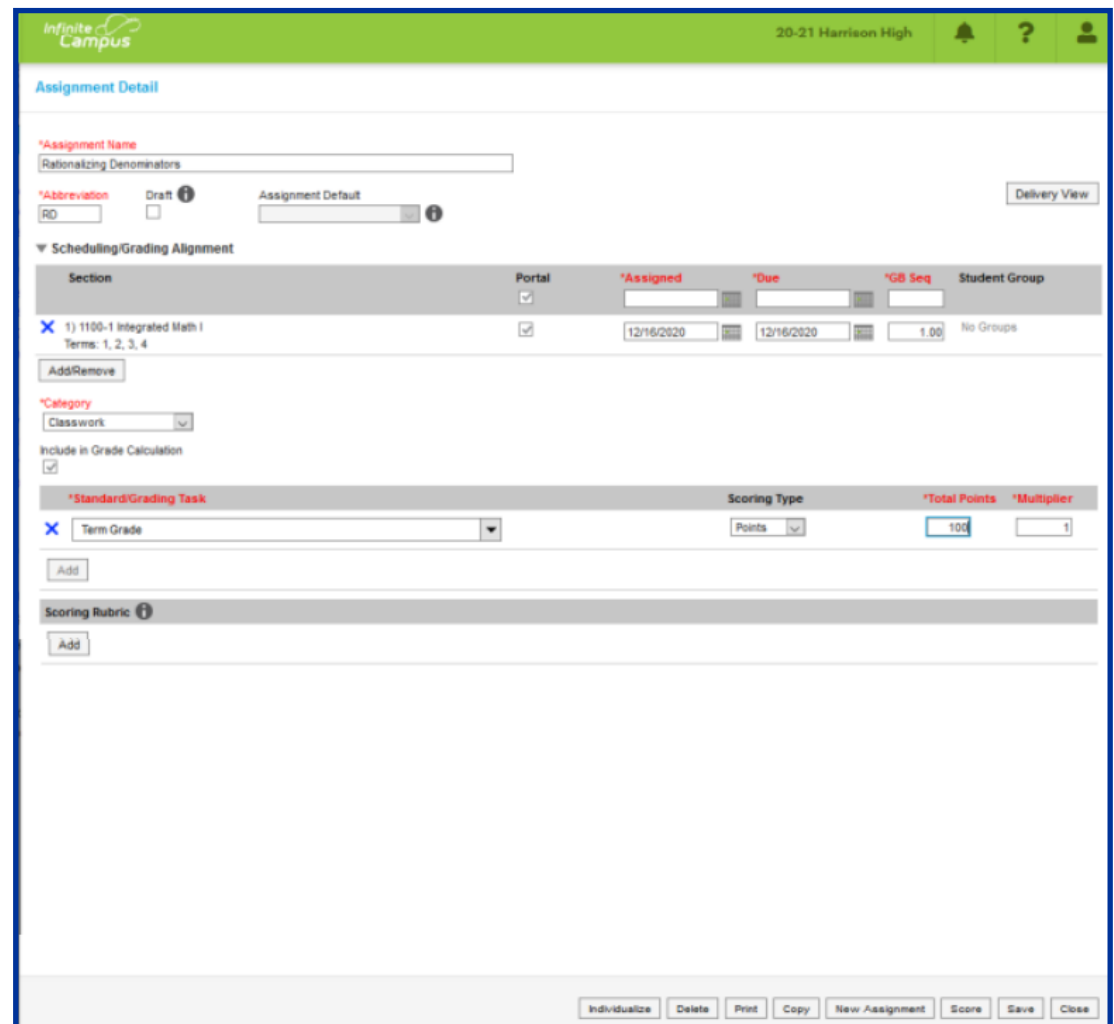 Infinite
Campus
20-21 Harrison High
?
Assignment Detail
*Assignment Name
Rationalizing Denominators
*Abbreviation Draft i Assignment Default
RD i
Delivery View
Scheduling/Grading Alignment
Section Portal *Assigned *Due *GB Seq Student Group
1) 1100-1 Integrated Math I 12/16/2020 12/16/2020 1.00 No Groups
Terms: 1, 2, 3, 4
Add/Remove
*Category
Classwork
Include in Grade Calculation
*Standard/Grading Task Scoring Type *Total Points *Multiplier
Term Grade Points 100 1
Add
Scoring Rubric i
Add
Individualize Delete Print Copy New Assignment Score Save Close